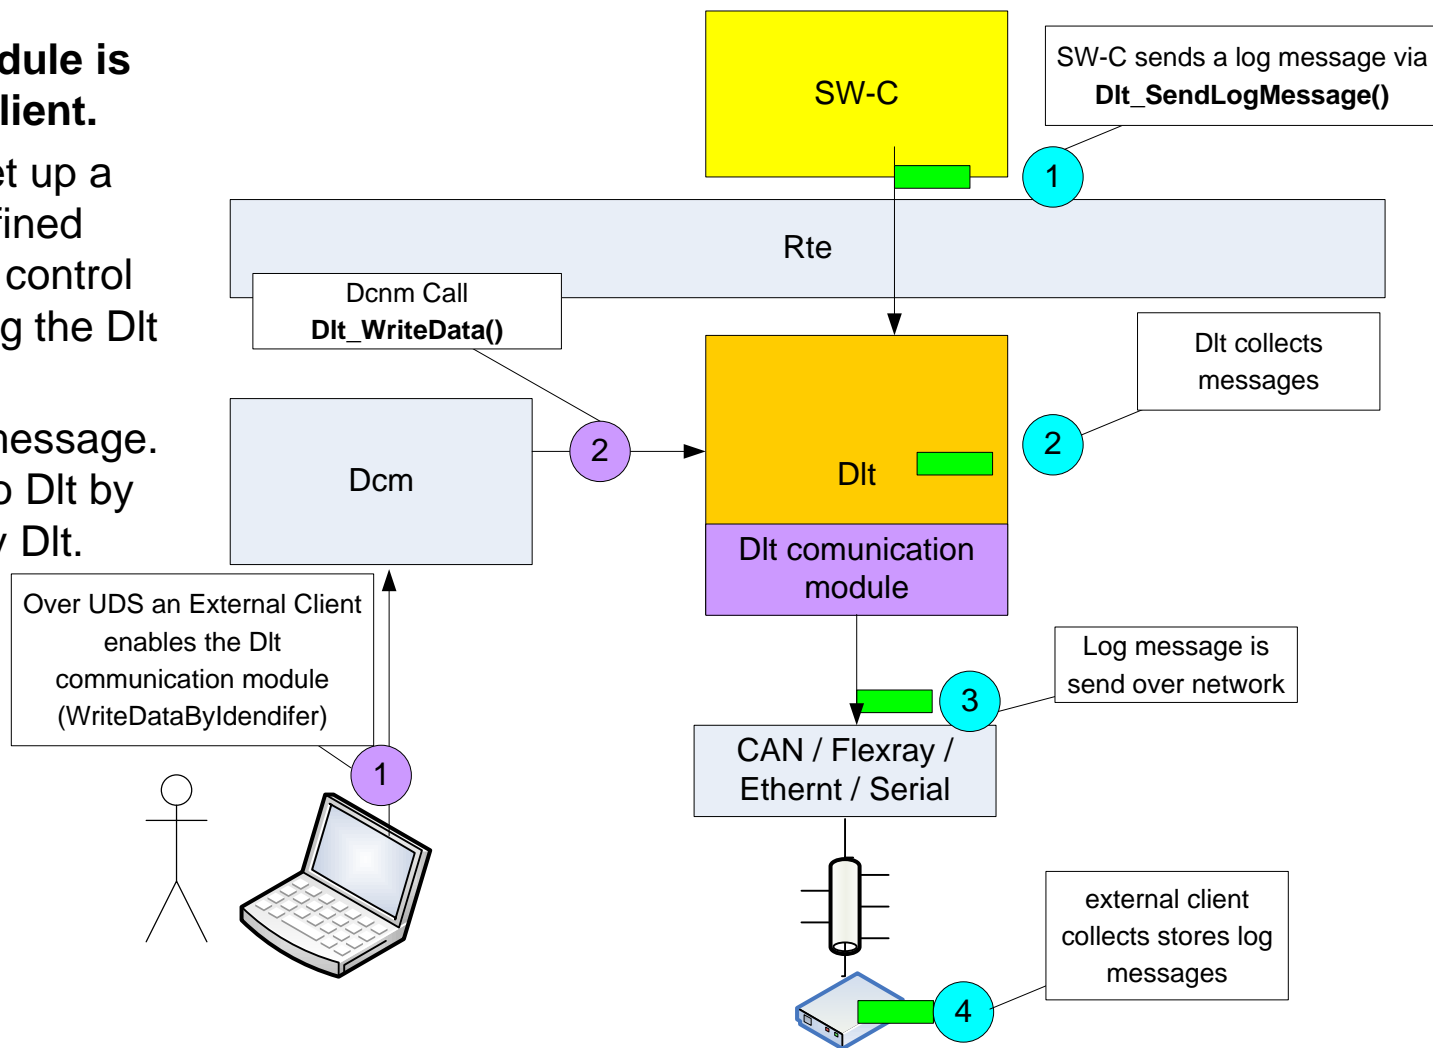 dule is
lient.
et up a
fined
control
g the Dlt
nessage.
o Dlt by
y Dlt.
SW-C
SW-C sends a log message via
Dlt_SendLogMessage()
1
Rte
Dcnm Call
Dlt_WriteData()
Dlt collects
messages
2
2
Dcm
Dlt
Dlt comunication
module
Over UDS an External Client
enables the Dlt
communication module
(WriteDataByIdendifer)
1
Log message is
send over network
3
CAN / Flexray /
Ethernt / Serial
external client
collects stores log
messages
4